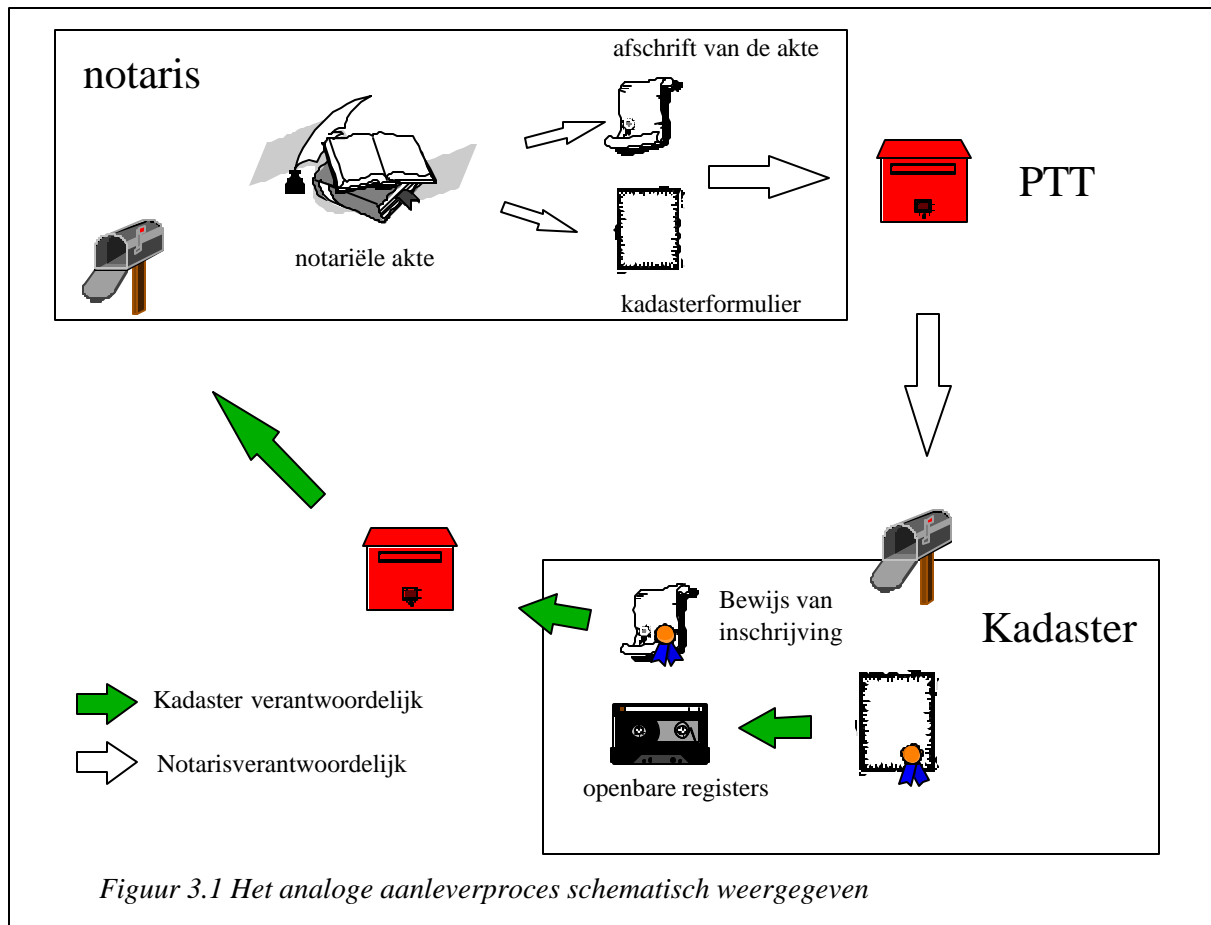 notaris
afschrift van de akte
notariële akte
kadasterformulier
PTT
Bewijs van
inschrijving
Kadaster
openbare registers
Kadaster verantwoordelijk
Notarisverantwoordelijk
Figuur 3.1 Het analoge aanleverproces schematisch weergegeven